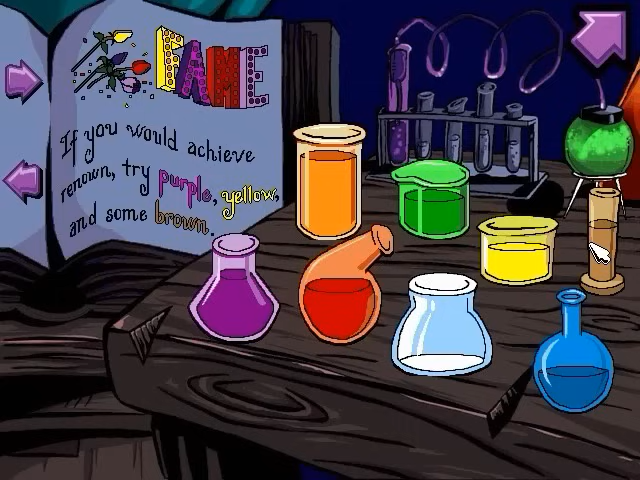 FAME
If you would achieve
renown, try purple, yellow,
and some brown.